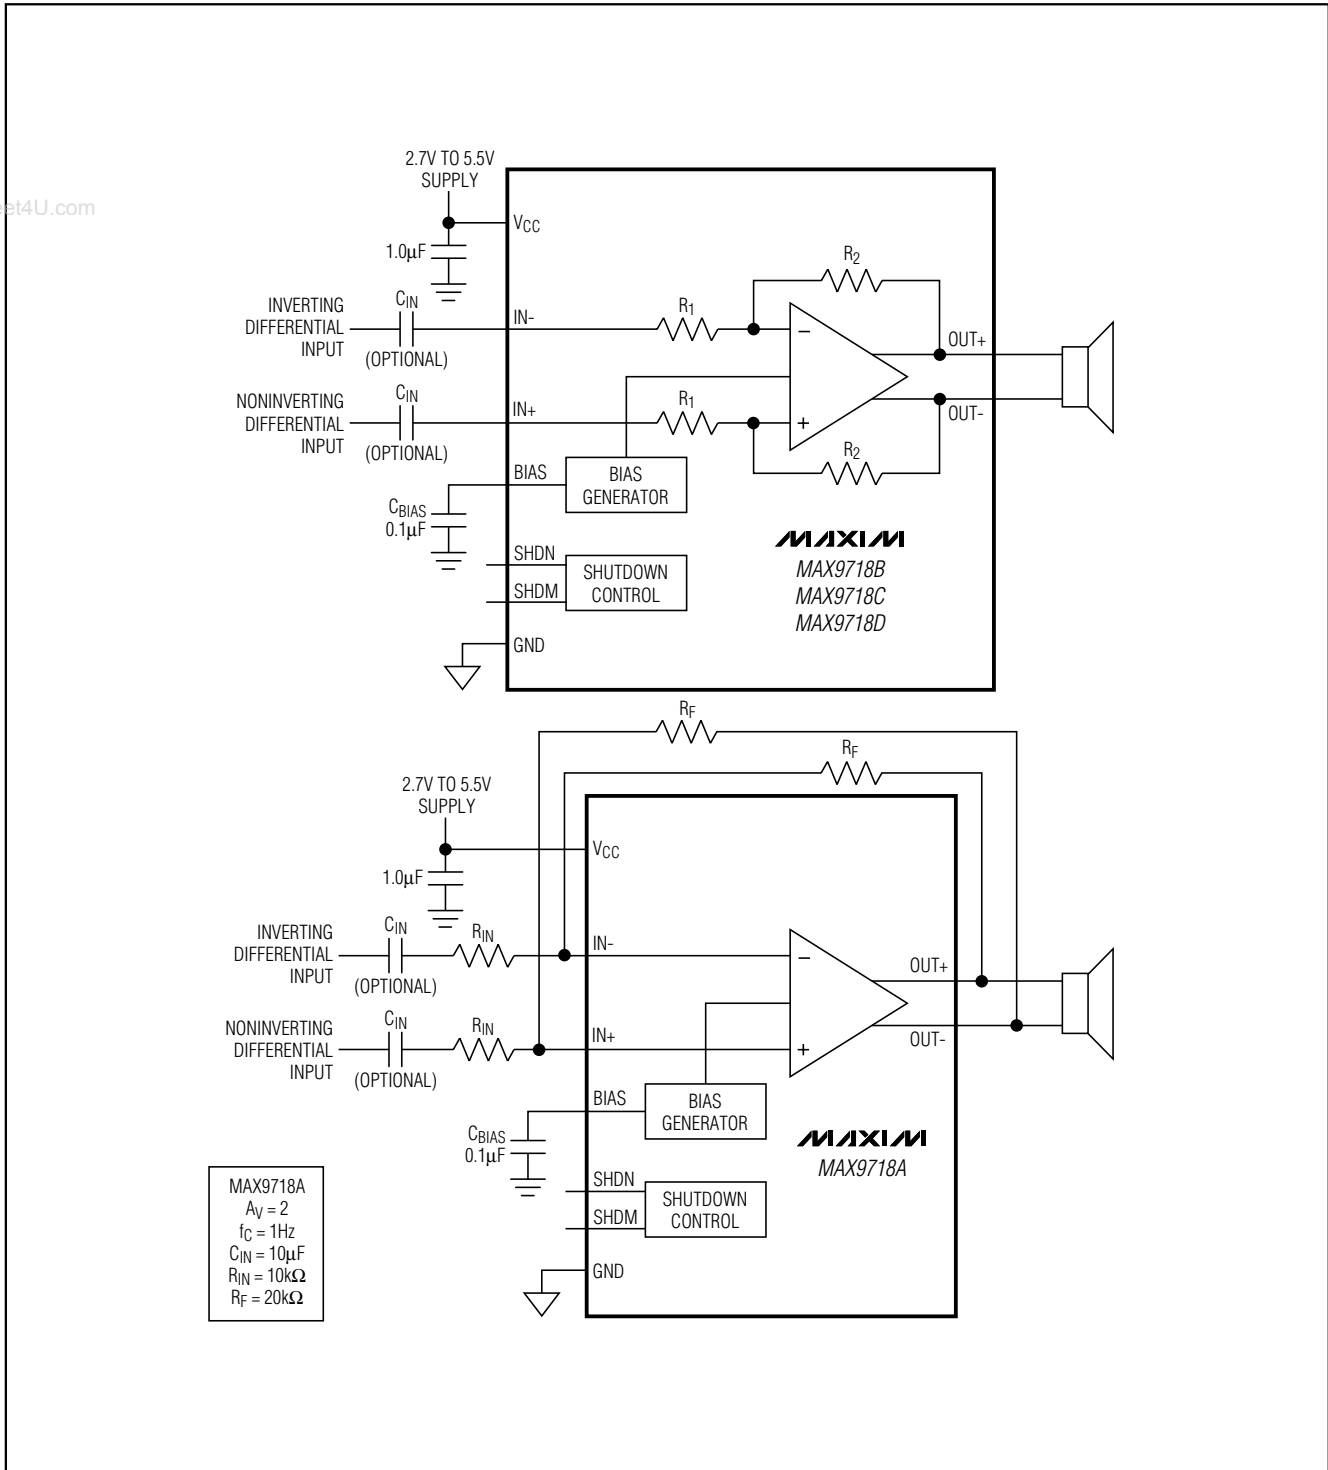 et4U.com
2.7V TO 5.5V
SUPPLY
VCC
1.0µF
INVERTING
DIFFERENTIAL
INPUT
CIN
(OPTIONAL)
IN-
R1
R2
−
OUT+
NONINVERTING
DIFFERENTIAL
INPUT
CIN
(OPTIONAL)
IN+
R1
+
OUT-
R2
BIAS
BIAS
GENERATOR
CBIAS
0.1µF
SHDN
SHDM
SHUTDOWN
CONTROL
GND
MAXIM
MAX9718B
MAX9718C
MAX9718D
RF
RF
2.7V TO 5.5V
SUPPLY
VCC
1.0µF
INVERTING
DIFFERENTIAL
INPUT
CIN
(OPTIONAL)
RIN
IN-
−
OUT+
NONINVERTING
DIFFERENTIAL
INPUT
CIN
(OPTIONAL)
RIN
IN+
+
OUT-
BIAS
BIAS
GENERATOR
CBIAS
0.1µF
SHDN
SHDM
SHUTDOWN
CONTROL
GND
MAXIM
MAX9718A
MAX9718A
AV = 2
fC = 1Hz
CIN = 10µF
RIN = 10kΩ
RF = 20kΩ